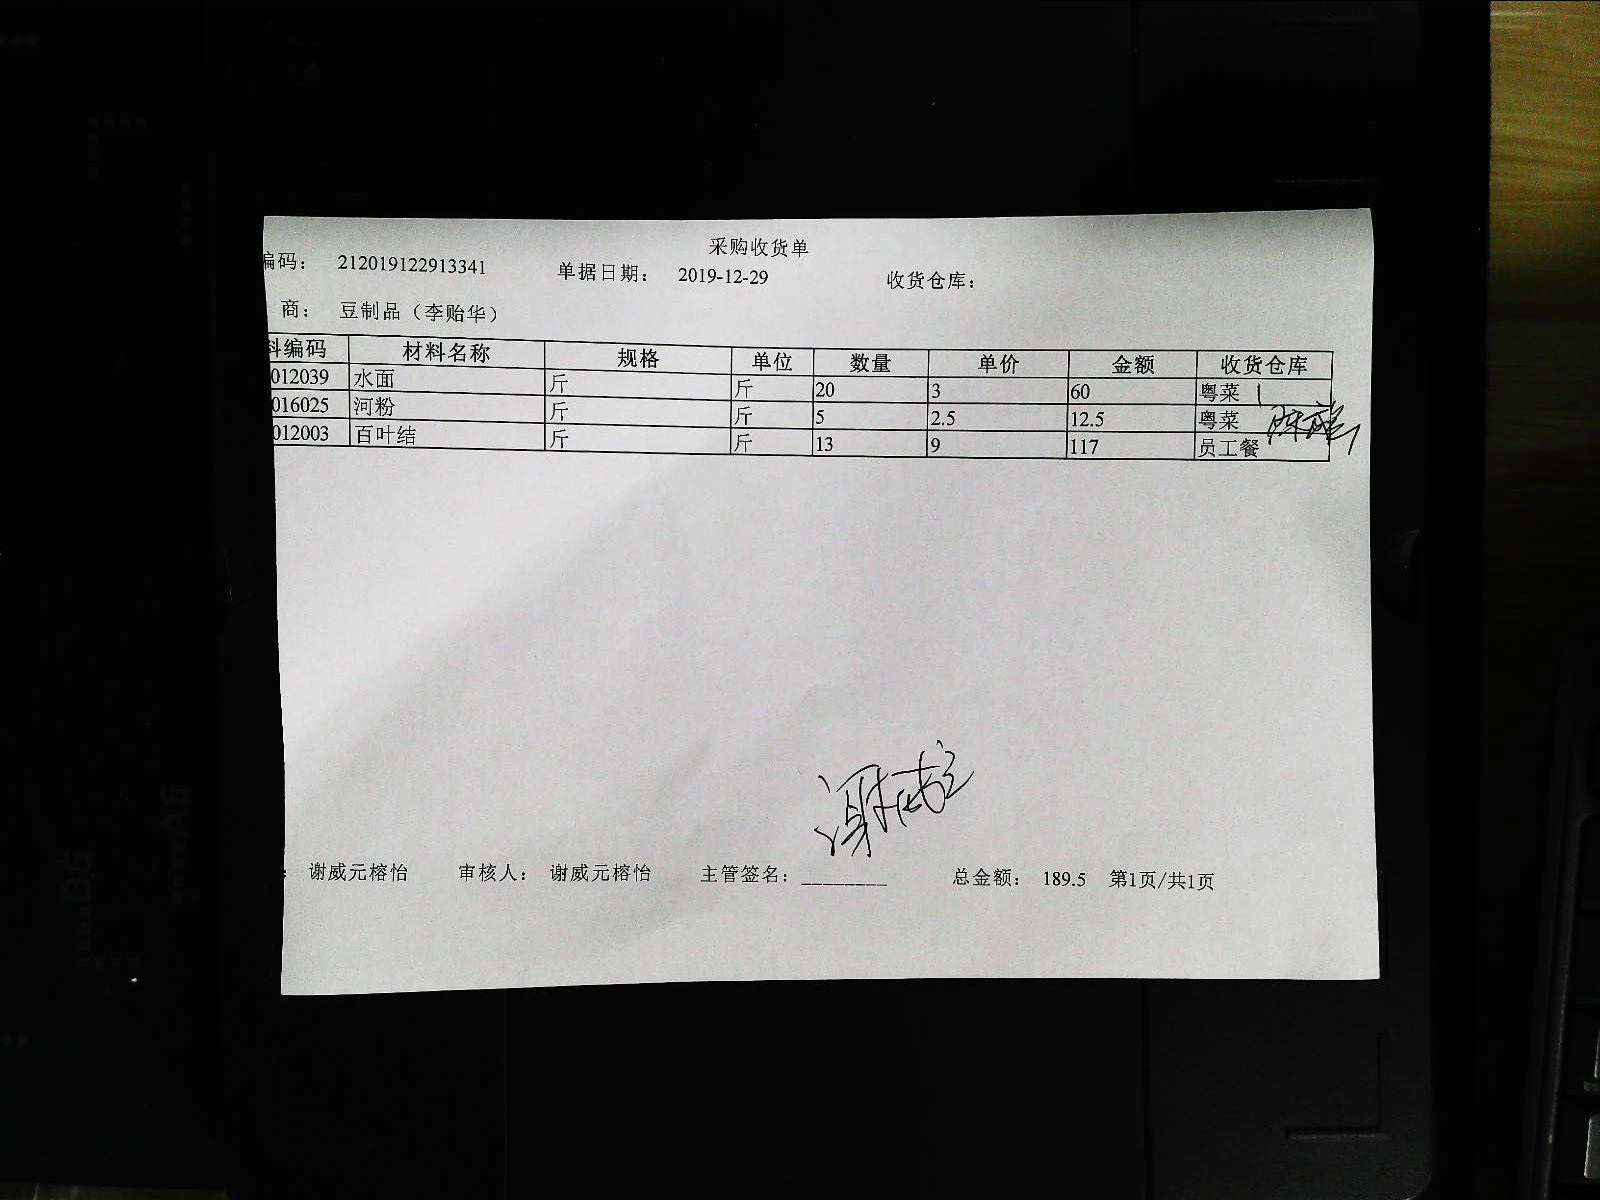 采购收货单
编码： 212019122913341 单据日期： 2019-12-29 收货仓库：
商： 豆制品（李贻华）
料编码 材料名称 规格 单位 数量 单价 金额 收货仓库
012039 水面 斤 斤 20 3 60 粤菜
016025 河粉 斤 斤 5 2.5 12.5 粤菜
012003 百叶结 斤 斤 13 9 117 员工餐
： 谢威元榕怡 审核人： 谢威元榕怡 主管签名：________ 总金额： 189.5 第1页/共1页